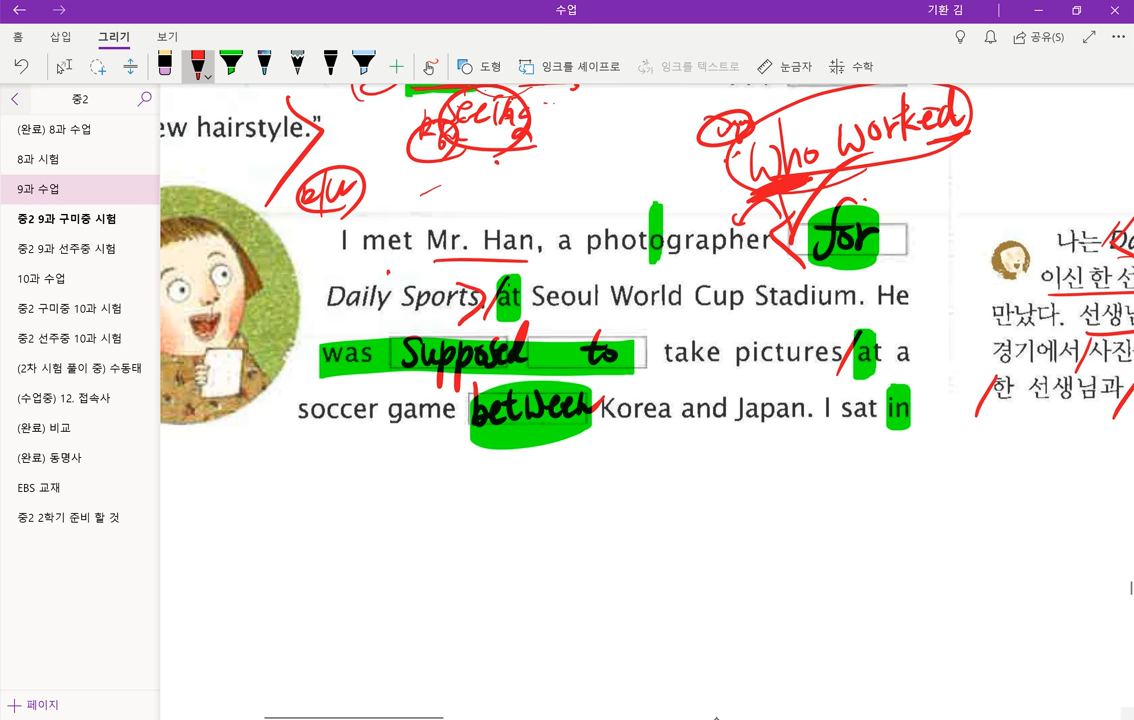 수업
기환 김
홈 삽입 그리기 보기
공유(S)
도형 잉크를 셰이프로 잉크를 텍스트로 눈금자 수학
중2
(완료) 8과 수업
8과 시험
9과 수업
중2 9과 구미중 시험
중2 9과 선주중 시험
10과 수업
중2 구미중 10과 시험
중2 선주중 10과 시험
(2차 시험 풀이 중) 수동태
(수업중) 12. 접속사
(완료) 비교
(완료) 동명사
EBS 교재
중2 2학기 준비 할 것
페이지
ew hairstyle."
seeing
who worked
b/w
I met Mr. Han, a photographer for
Daily Sports, at Seoul World Cup Stadium. He
was supposed to take pictures at a
soccer game between Korea and Japan. I sat in
나는 Da
이신 한 선
만났다. 선생님
경기에서 사진
한 선생님과